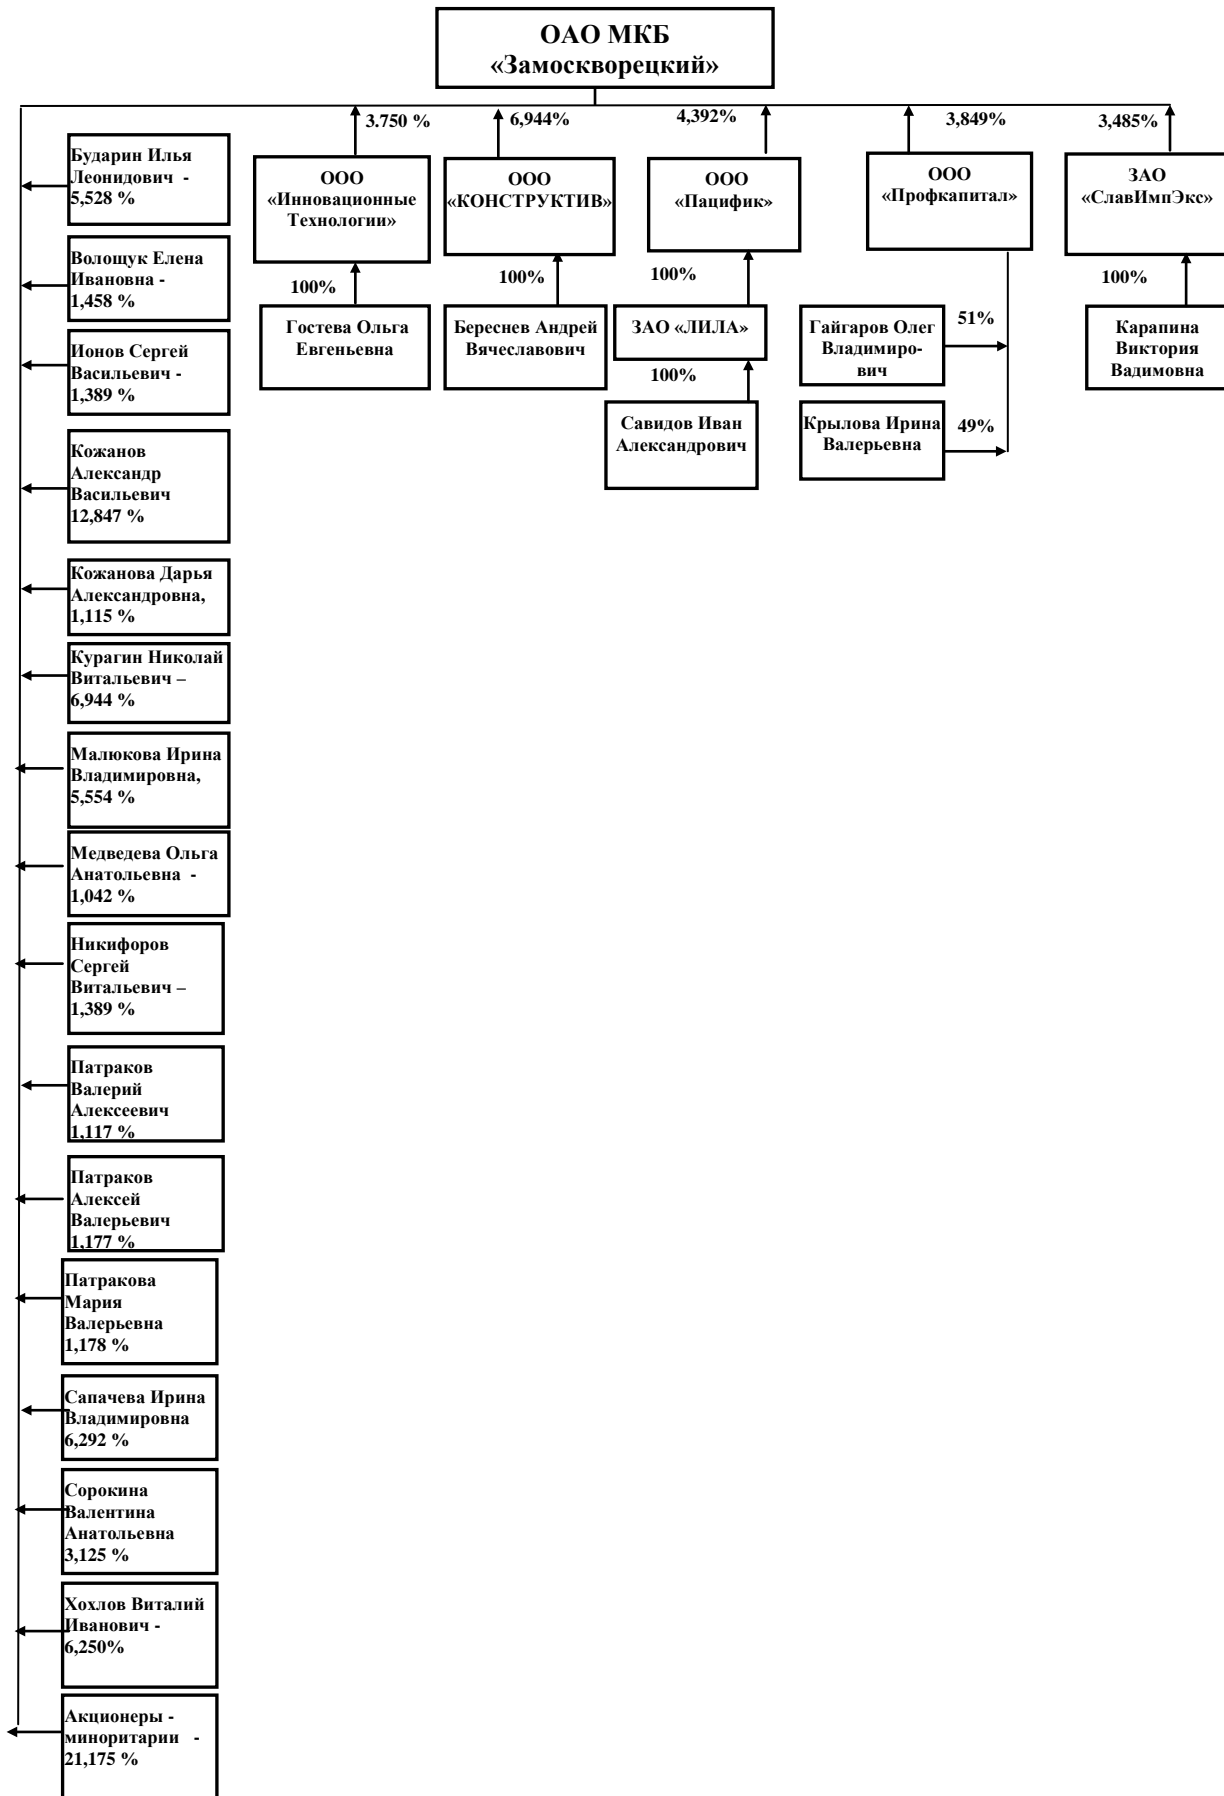 ОАО МКБ
«Замоскворецкий»
3.750 %
6,944%
4,392%
3,849%
3,485%
ООО
«Инновационные
Технологии»
ООО
«КОНСТРУКТИВ»
ООО
«Пацифик»
ООО
«Профкапитал»
ЗАО
«СлавИмпЭкс»
100%
100%
100%
100%
Гостева Ольга
Евгеньевна
Береснев Андрей
Вячеславович
ЗАО «ЛИЛА»
100%
Савидов Иван
Александрович
Гайгаров Олег
Владимиро-
вич
51%
Крылова Ирина
Валерьевна
49%
Карапина
Виктория
Вадимовна
Бударин Илья
Леонидович -
5,528 %
Волощук Елена
Ивановна -
1,458 %
Ионов Сергей
Васильевич -
1,389 %
Кожанов
Александр
Васильевич
12,847 %
Кожанова Дарья
Александровна,
1,115 %
Курагин Николай
Витальевич –
6,944 %
Малюкова Ирина
Владимировна,
5,554 %
Медведева Ольга
Анатольевна -
1,042 %
Никифоров
Сергей
Витальевич –
1,389 %
Патраков
Валерий
Алексеевич
1,117 %
Патраков
Алексей
Валерьевич
1,177 %
Патракова
Мария
Валерьевна
1,178 %
Сапачева Ирина
Владимировна
6,292 %
Сорокина
Валентина
Анатольевна
3,125 %
Хохлов Виталий
Иванович -
6,250%
Акционеры -
миноритарии -
21,175 %